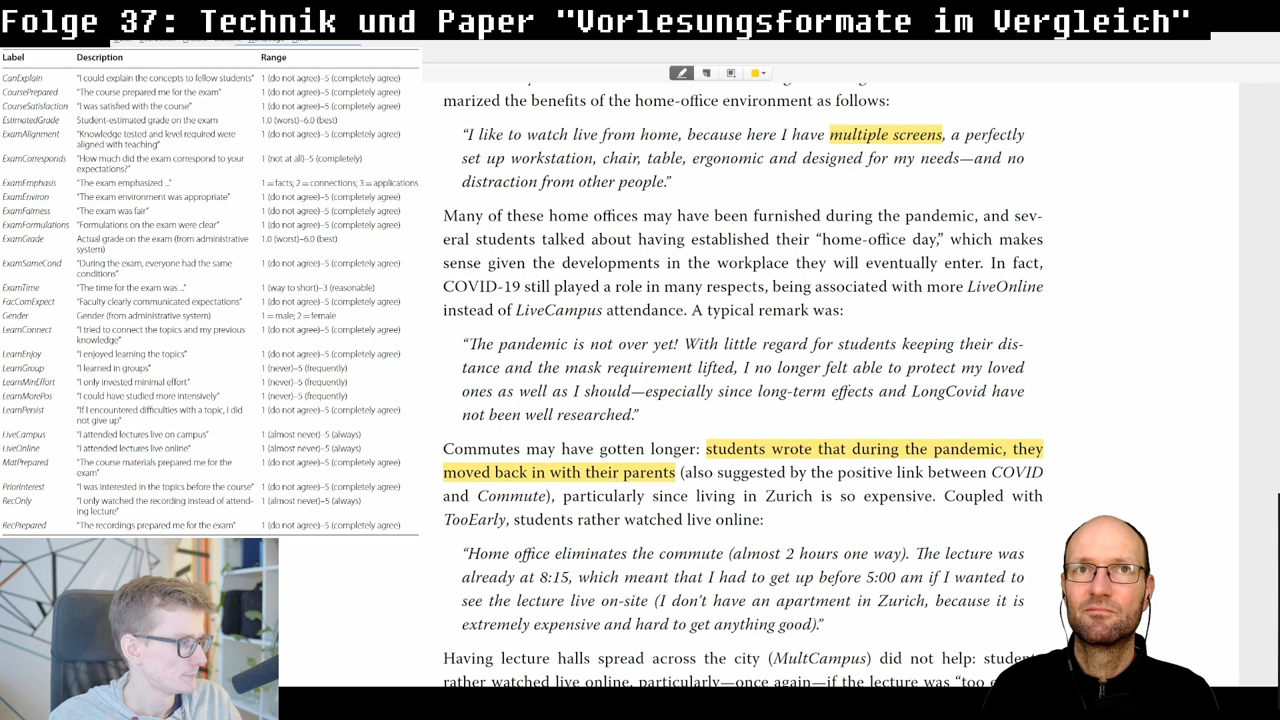 Folge 37: Technik und Paper "Vorlesungsformate im Vergleich"
Label Description Range
CanExplain "I could explain the concepts to fellow students" 1 (do not agree)–5 (completely agree)
CoursePrepared "The course prepared me for the exam" 1 (do not agree)–5 (completely agree)
CourseSatisfaction "I was satisfied with the course" 1 (do not agree)–5 (completely agree)
EstimatedGrade Student-estimated grade on the exam 1.0 (worst)–6.0 (best)
ExamAlignment "Knowledge tested and level required were 1 (do not agree)–5 (completely agree)
aligned with teaching"
ExamCorresponds "How much did the exam correspond to your 1 (not at all)–5 (completely)
expectations?"
ExamEmphasis "The exam emphasized ..." 1 = facts; 2 = connections; 3 = applications
ExamEnviron "The exam environment was appropriate" 1 (do not agree)–5 (completely agree)
ExamFairness "The exam was fair" 1 (do not agree)–5 (completely agree)
ExamFormulations "Formulations on the exam were clear" 1 (do not agree)–5 (completely agree)
ExamGrade Actual grade on the exam (from administrative 1.0 (worst)–6.0 (best)
system)
ExamSameCond "During the exam, everyone had the same 1 (do not agree)–5 (completely agree)
conditions"
ExamTime "The time for the exam was ..." 1 (way to short)–3 (reasonable)
FacComExpect "Faculty clearly communicated expectations" 1 (do not agree)–5 (completely agree)
Gender Gender (from administrative system) 1 = male; 2 = female
LearnConnect "I tried to connect the topics and my previous 1 (do not agree)–5 (completely agree)
knowledge"
LearnEnjoy "I enjoyed learning the topics" 1 (do not agree)–5 (completely agree)
LearnGroup "I learned in groups" 1 (never)–5 (frequently)
LearnMinEffort "I only invested minimal effort" 1 (never)–5 (frequently)
LearnMorePos "I could have studied more intensively" 1 (never)–5 (frequently)
LearnPersist "If I encountered difficulties with a topic, I did 1 (do not agree)–5 (completely agree)
not give up"
LiveCampus "I attended lectures live on campus" 1 (almost never)–5 (always)
LiveOnline "I attended lectures live online" 1 (almost never)–5 (always)
MatPrepared "The course materials prepared me for the 1 (do not agree)–5 (completely agree)
exam"
PriorInterest "I was interested in the topics before the course" 1 (do not agree)–5 (completely agree)
RecOnly "I only watched the recording instead of attend- 1 (almost never)–5 (always)
ing lecture"
RecPrepared "The recordings prepared me for the exam" 1 (do not agree)–5 (completely agree)
marized the benefits of the home-office environment as follows:
“I like to watch live from home, because here I have multiple screens, a perfectly
set up workstation, chair, table, ergonomic and designed for my needs—and no
distraction from other people.”
Many of these home offices may have been furnished during the pandemic, and sev-
eral students talked about having established their “home-office day,” which makes
sense given the developments in the workplace they will eventually enter. In fact,
COVID-19 still played a role in many respects, being associated with more LiveOnline
instead of LiveCampus attendance. A typical remark was:
“The pandemic is not over yet! With little regard for students keeping their dis-
tance and the mask requirement lifted, I no longer felt able to protect my loved
ones as well as I should—especially since long-term effects and LongCovid have
not been well researched.”
Commutes may have gotten longer: students wrote that during the pandemic, they
moved back in with their parents (also suggested by the positive link between COVID
and Commute), particularly since living in Zurich is so expensive. Coupled with
TooEarly, students rather watched live online:
“Home office eliminates the commute (almost 2 hours one way). The lecture was
already at 8:15, which meant that I had to get up before 5:00 am if I wanted to
see the lecture live on-site (I don’t have an apartment in Zurich, because it is
extremely expensive and hard to get anything good).”
Having lecture halls spread across the city (MultCampus) did not help:
rather watched live online, particularly—once again—if the lecture was “too